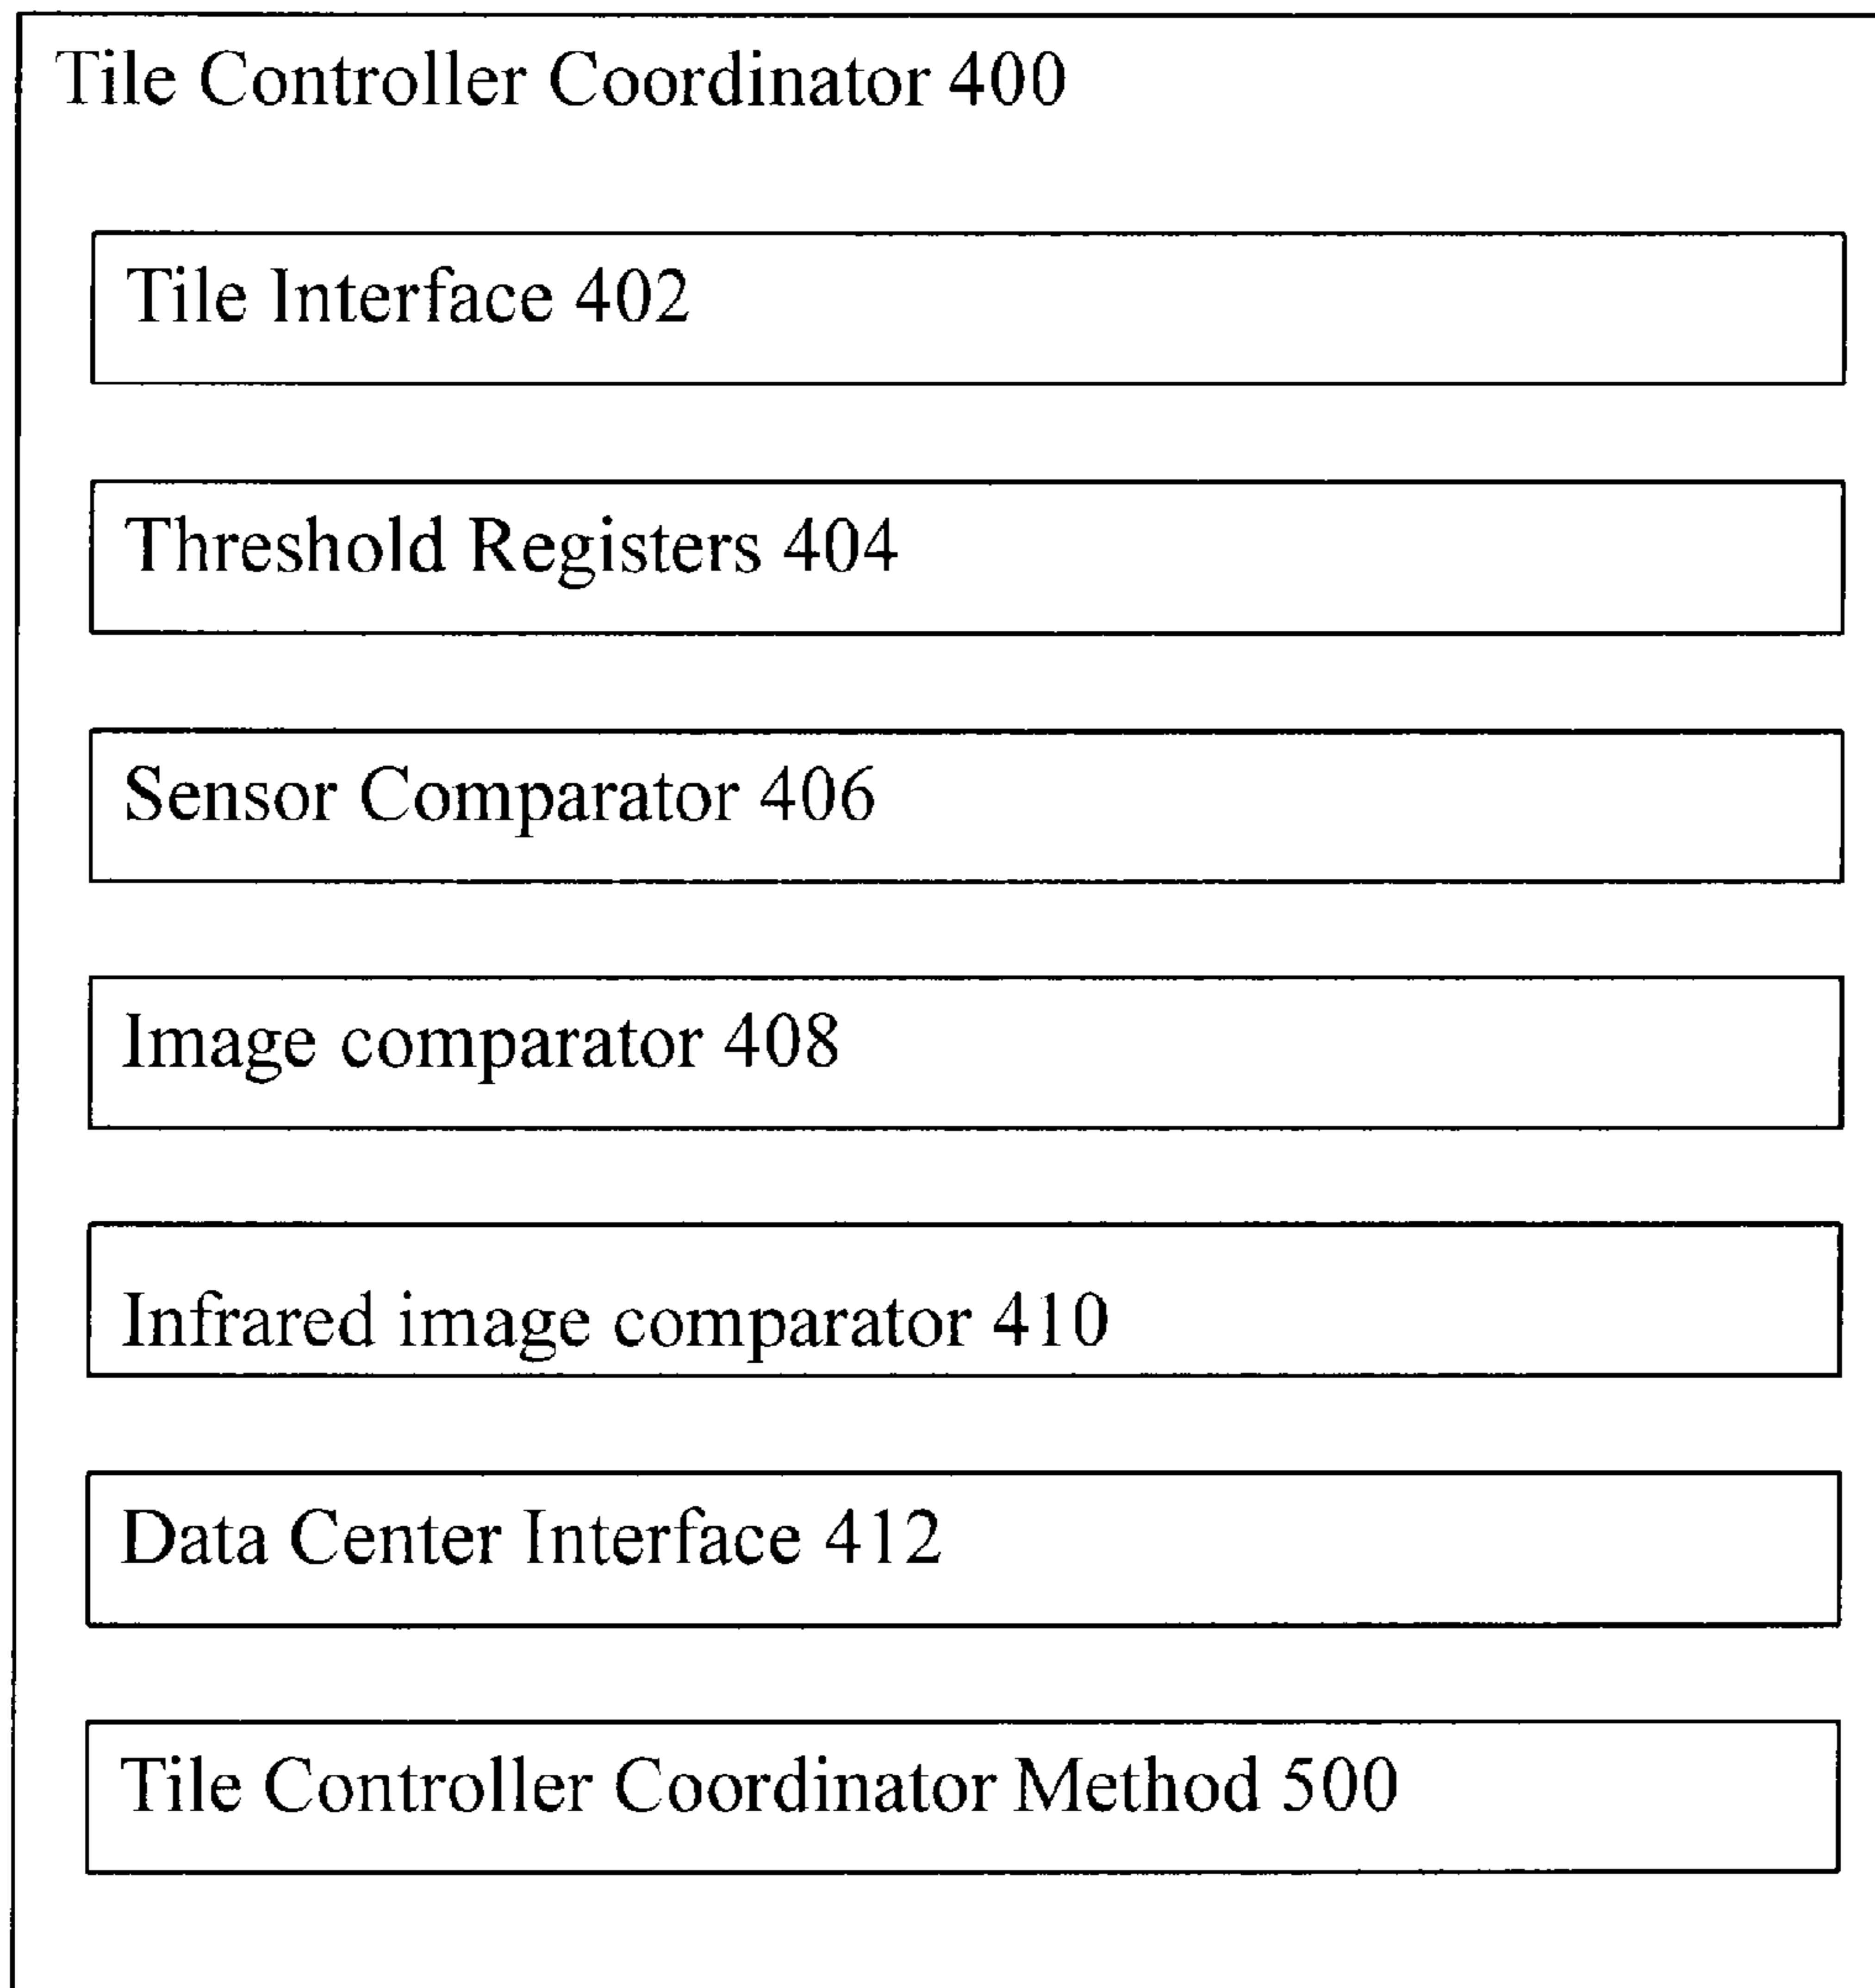 Tile Controller Coordinator 400
Tile Interface 402
Threshold Registers 404
Sensor Comparator 406
Image comparator 408
Infrared image comparator 410
Data Center Interface 412
Tile Controller Coordinator Method 500